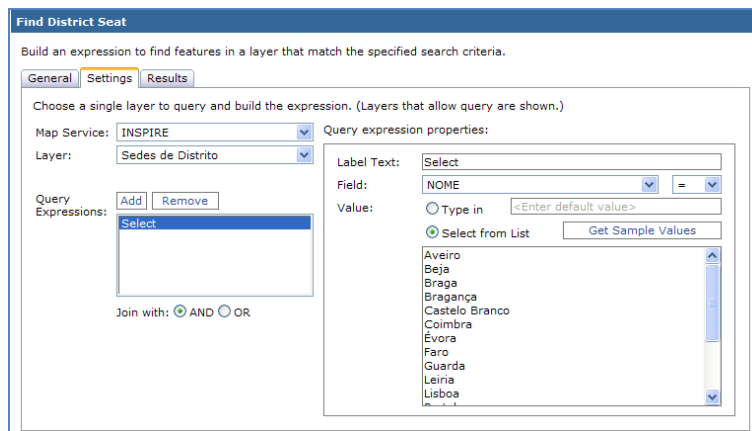 Find District Seat
Build an expression to find features in a layer that match the specified search criteria.
General Settings Results
Choose a single layer to query and build the expression. (Layers that allow query are shown.)
Map Service: INSPIRE
Layer: Sedes de Distrito
Query Expressions:
Add Remove
Select
Join with: AND OR
Query expression properties:
Label Text: Select
Field: NOME =
Value: Type in <Enter default value>
Select from List Get Sample Values
Aveiro
Beja
Braga
Bragança
Castelo Branco
Coimbra
Évora
Faro
Guarda
Leiria
Lisboa